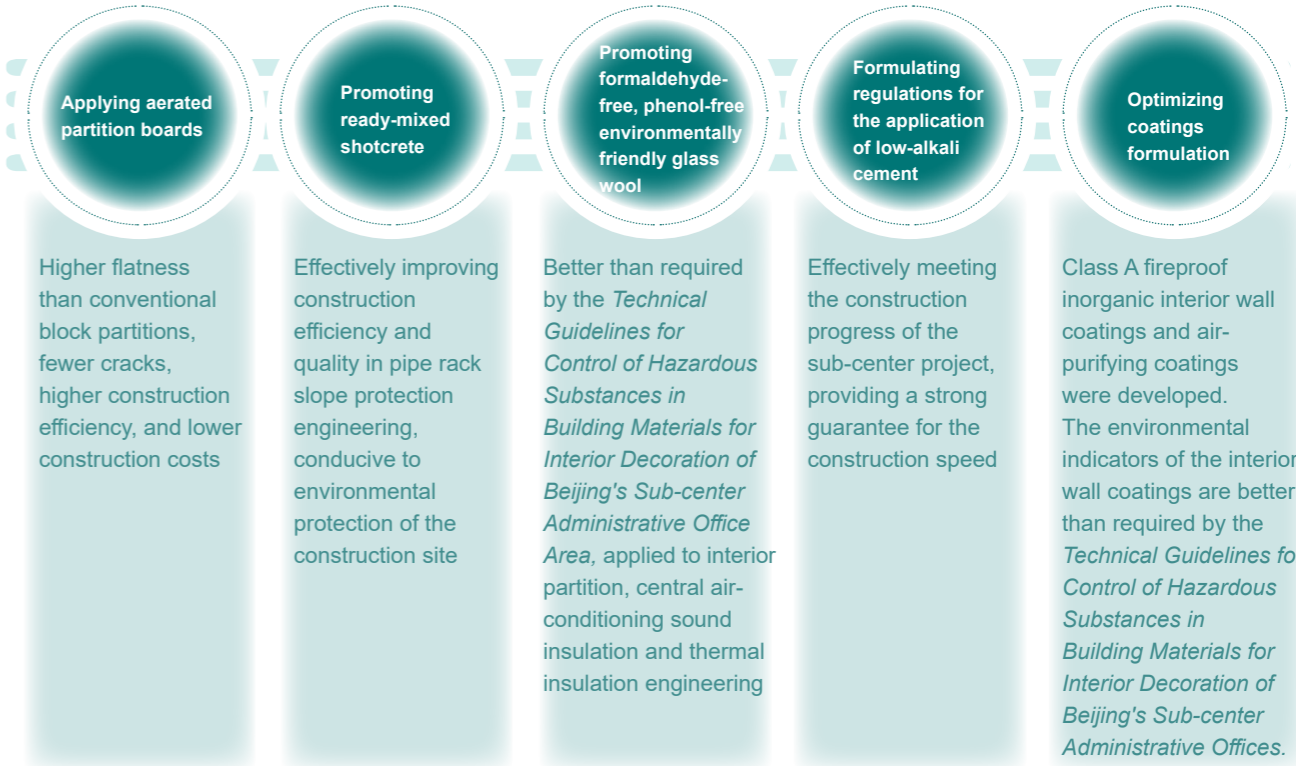 Applying aerated
partition boards
Higher flatness
than conventional
block partitions,
fewer cracks,
higher construction
efficiency, and lower
construction costs
Promoting
ready-mixed
shotcrete
Effectively improving
construction
efficiency and
quality in pipe rack
slope protection
engineering,
conducive to
environmental
protection of the
construction site
Promoting
formaldehyde-
free, phenol-free
environmentally
friendly glass
wool
Better than required
by the Technical
Guidelines for
Control of Hazardous
Substances in
Building Materials for
Interior Decoration of
Beijing's Sub-center
Administrative Office
Area, applied to interior
partition, central air-
conditioning sound
insulation and thermal
insulation engineering
Formulating
regulations for
the application
of low-alkali
cement
Effectively meeting
the construction
progress of the
sub-center project,
providing a strong
guarantee for the
construction speed
Optimizing
coatings
formulation
Class A fireproof
inorganic interior wall
coatings and air-
purifying coatings
were developed.
The environmental
indicators of the interior
wall coatings are better
than required by the
Technical Guidelines fo
Control of Hazardous
Substances in
Building Materials for
Interior Decoration of
Beijing's Sub-center
Administrative Offices.